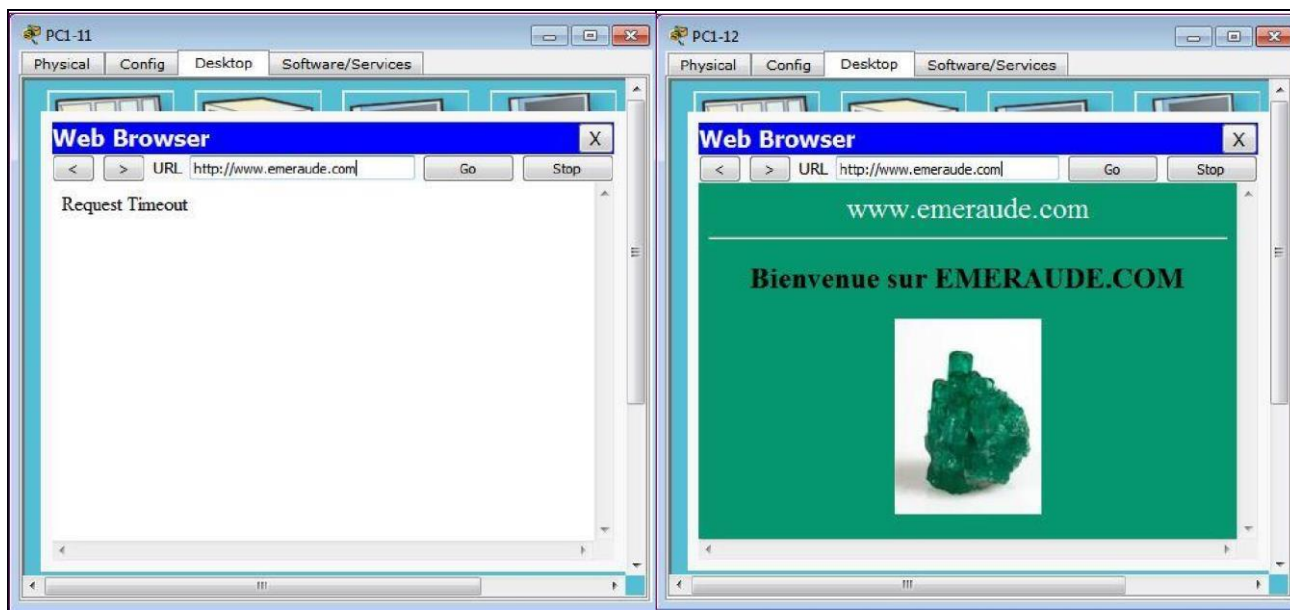 PC1-11
Physical Config Desktop Software/Services
Web Browser X
< > URL http://www.emeraude.com Go Stop
Request Timeout
PC1-12
Physical Config Desktop Software/Services
Web Browser X
< > URL http://www.emeraude.com Go Stop
www.emeraude.com
Bienvenue sur EMERAUDE.COM